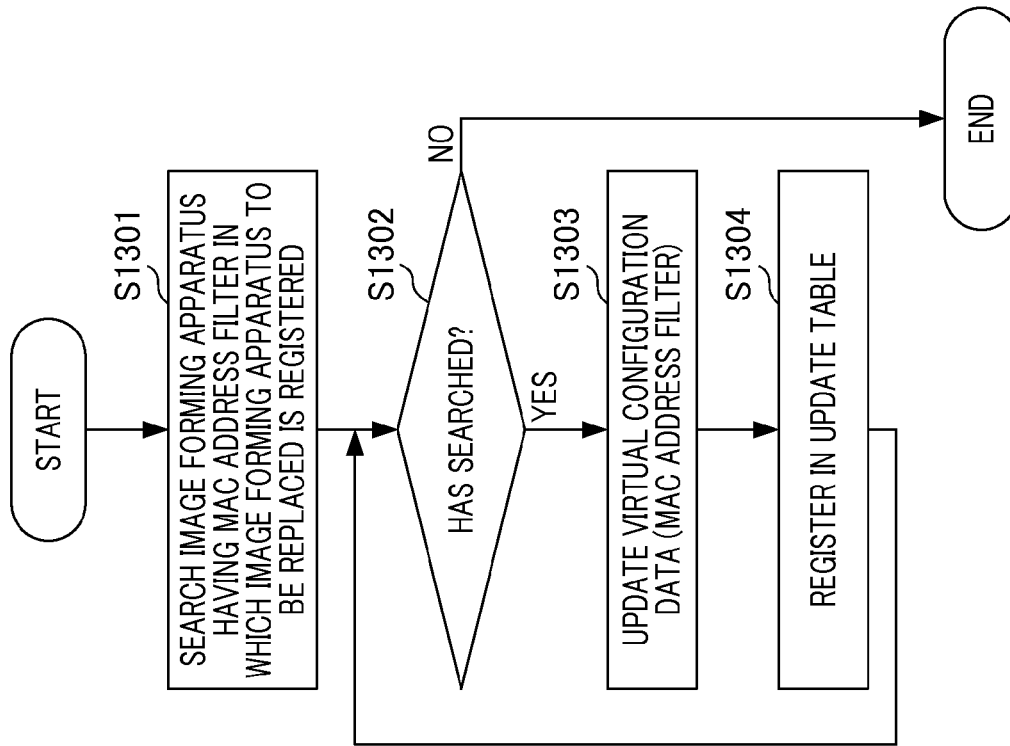 START
S1301
SEARCH IMAGE FORMING APPARATUS
HAVING MAC ADDRESS FILTER IN
WHICH IMAGE FORMING APPARATUS TO
BE REPLACED IS REGISTERED
S1302
HAS SEARCHED?
NO
YES
S1303
UPDATE VIRTUAL CONFIGURATION
DATA (MAC ADDRESS FILTER)
S1304
REGISTER IN UPDATE TABLE
END